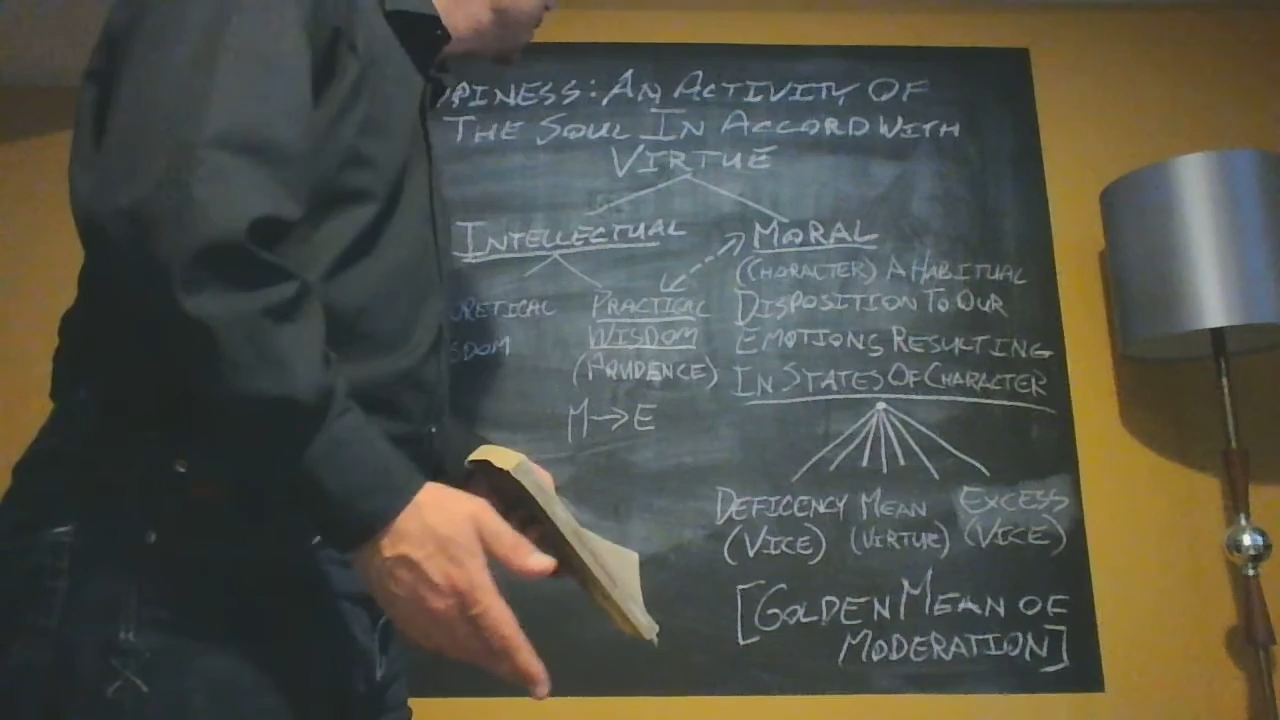 PINESS: AN ACTIVITY OF
THE SOUL IN ACCORD WITH
VIRTUE
INTELLECTUAL
MORAL
RETICAL
SDOM
PRACTICAL
WISDOM
(PRUDENCE)
M→E
(CHARACTER) A HABITUAL
DISPOSITION TO OUR
EMOTIONS RESULTING
IN STATES OF CHARACTER
DEFICENCY MEAN EXCESS
(VICE) (VIRTUE) (VICE)
[GOLDEN MEAN OF
MODERATION]